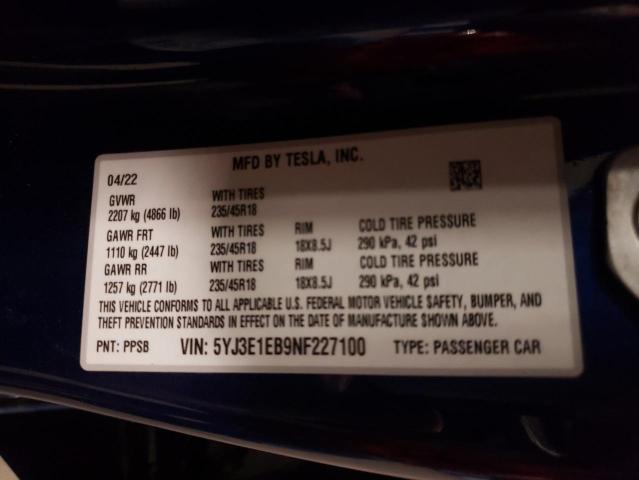 MFD BY TESLA, INC.
04/22
GVWR WITH TIRES
2207 kg (4866 lb) 235/45R18
GAWR FRT WITH TIRES RIM COLD TIRE PRESSURE
1110 kg (2447 lb) 235/45R18 18X8.5J 290 kPa, 42 psi
GAWR RR WITH TIRES RIM COLD TIRE PRESSURE
1257 kg (2771 lb) 235/45R18 18X8.5J 290 kPa, 42 psi
THIS VEHICLE CONFORMS TO ALL APPLICABLE U.S. FEDERAL MOTOR VEHICLE SAFETY, BUMPER, AND
THEFT PREVENTION STANDARDS IN EFFECT ON THE DATE OF MANUFACTURE SHOWN ABOVE.
PNT: PPSB VIN: 5YJ3E1EB9NF227100 TYPE: PASSENGER CAR